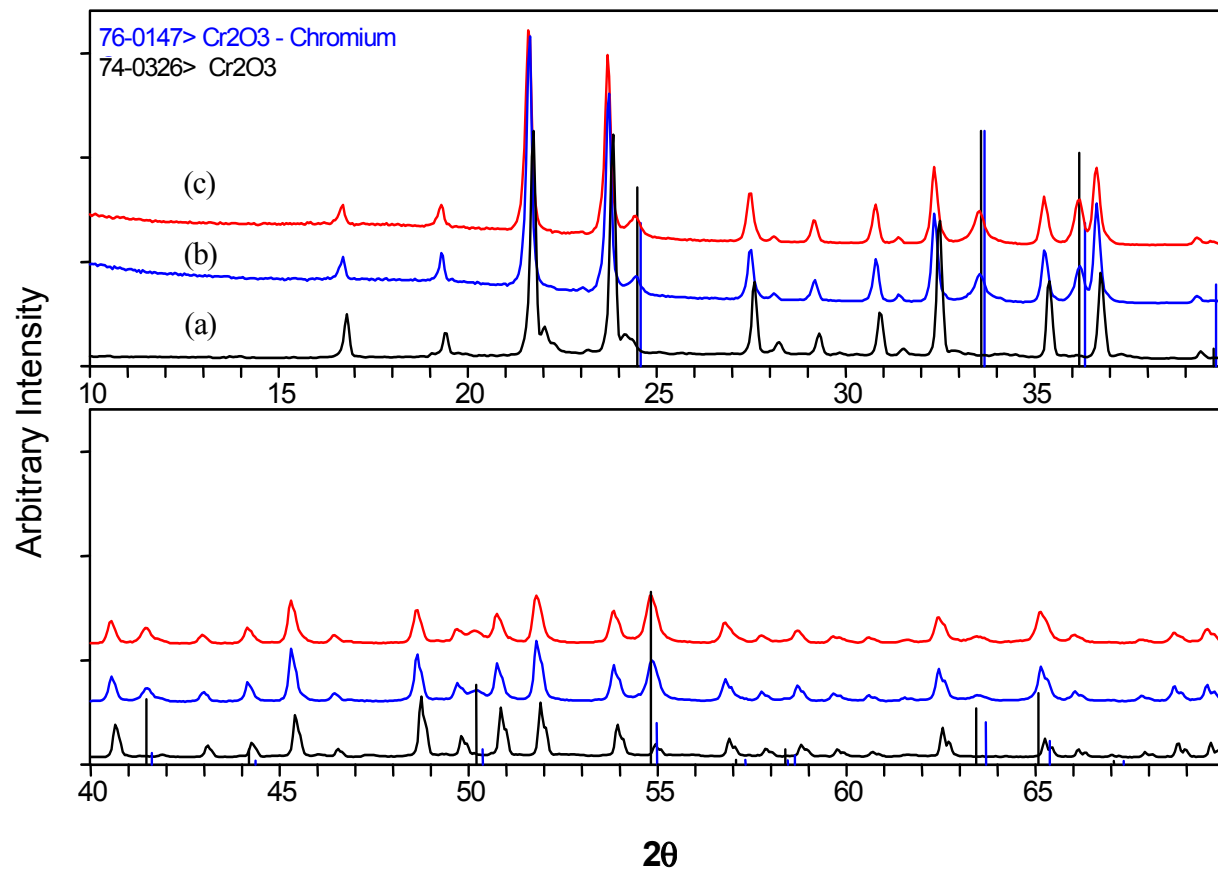 76-0147> Cr2O3 - Chromium
74-0326> Cr2O3
(c)
(b)
(a)
10 15 20 25 30 35
Arbitrary Intensity
40 45 50 55 60 65
2θ